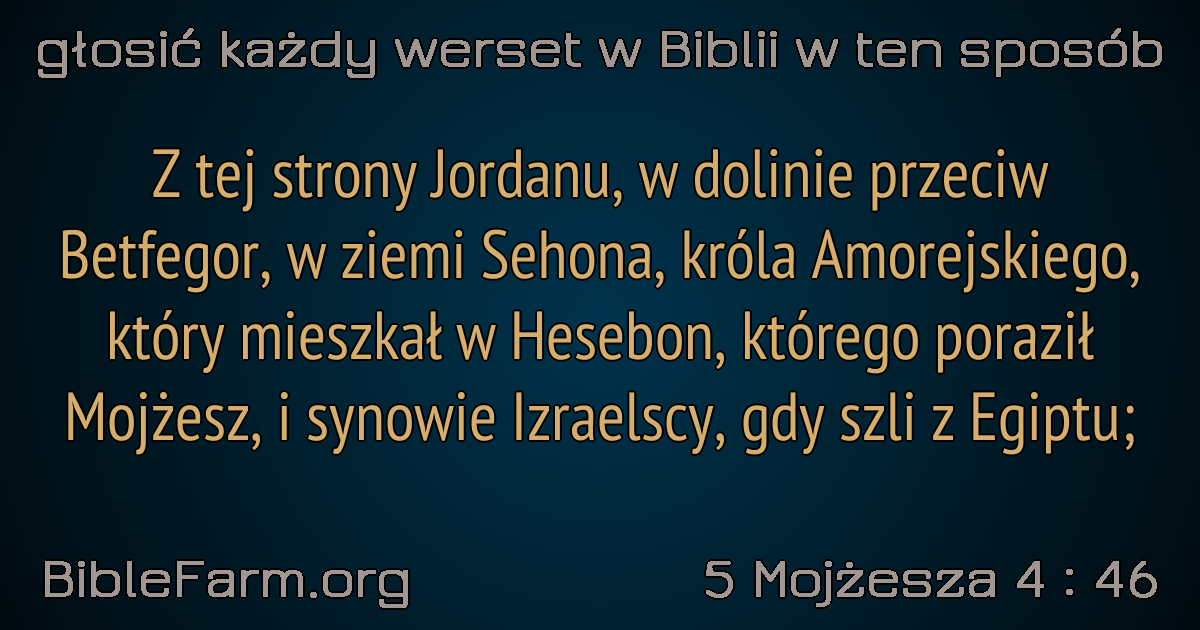 głosić każdy werset w Biblii w ten sposób
Z tej strony Jordanu, w dolinie przeciw
Betfegor, w ziemi Sehona, króla Amorejskiego,
który mieszkał w Hesebon, którego poraził
Mojżesz, i synowie Izraelscy, gdy szli z Egiptu;
BibleFarm.org
5 Mojżesza 4 : 46